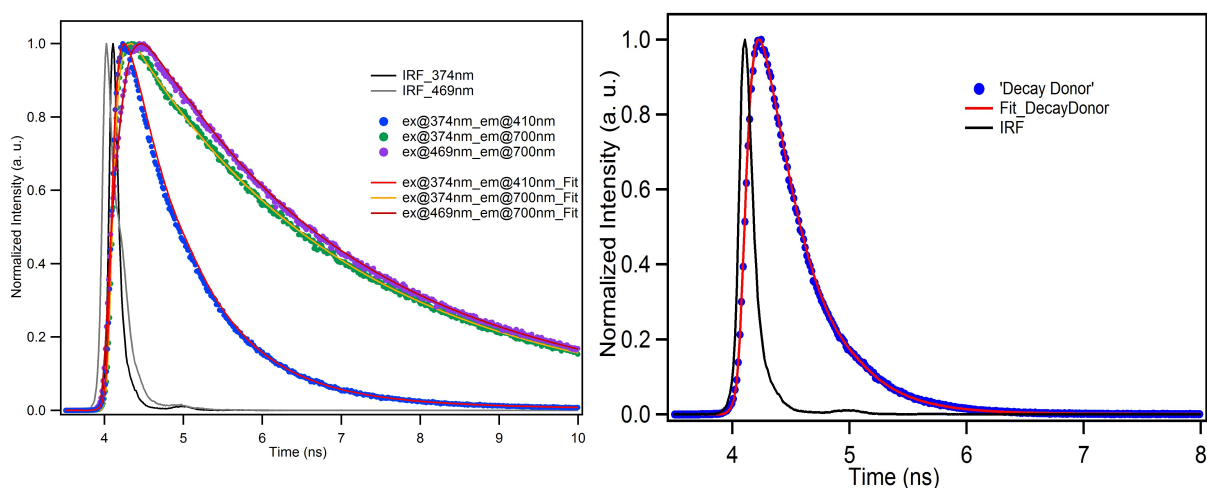 IRF_374nm
IRF_469nm
ex@374nm_em@410nm
ex@374nm_em@700nm
ex@469nm_em@700nm
ex@374nm_em@410nm_Fit
ex@374nm_em@700nm_Fit
ex@469nm_em@700nm_Fit
Normalized Intensity (a. u.)
1.0
0.8
0.6
0.4
0.2
0.0
4
5
6
7
8
9
10
Time (ns)
'Decay Donor'
Fit_DecayDonor
IRF
Normalized Intensity (a. u.)
1.0
0.8
0.6
0.4
0.2
0.0
4
5
6
7
8
Time (ns)